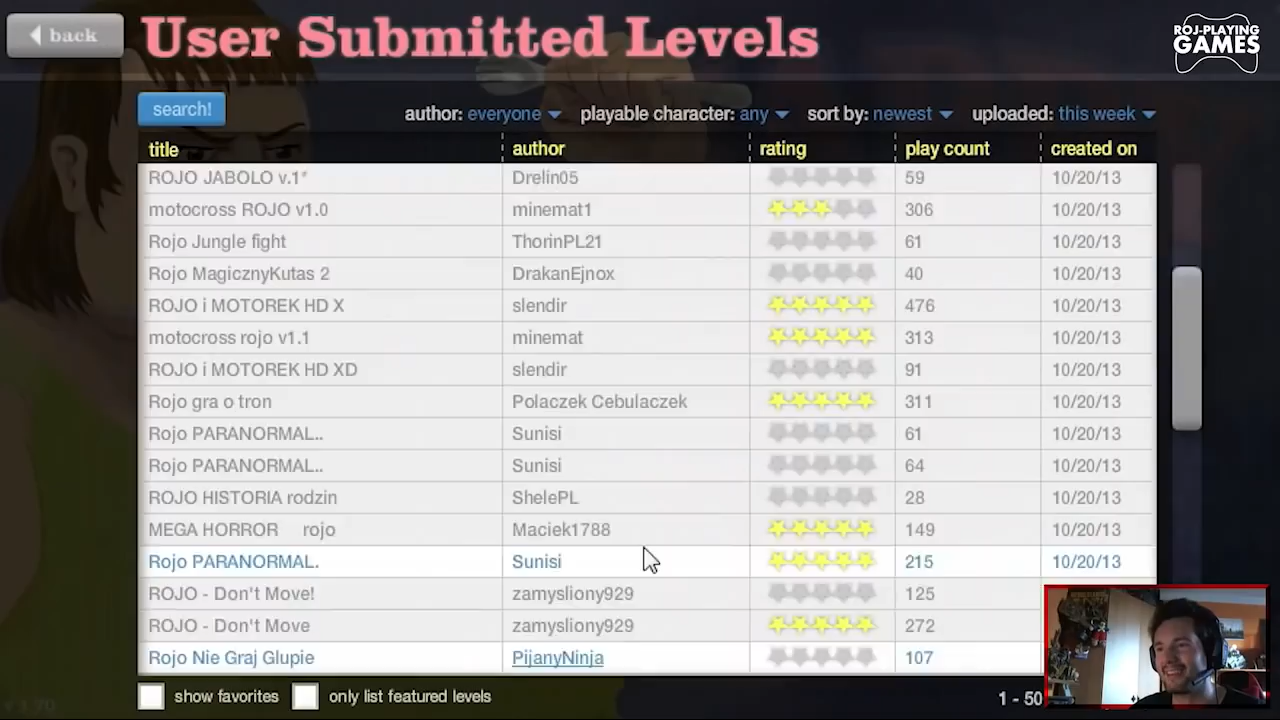 back
User Submitted Levels
ROJ-PLAYING
GAMES
search!
author: everyone playable character: any sort by: newest uploaded: this week
title author rating play count created on
ROJO JABOLO v.1* Drelin05 59 10/20/13
motocross ROJO v1.0 minemat1 306 10/20/13
Rojo Jungle fight ThorinPL21 61 10/20/13
Rojo MagicznyKutas 2 DrakanEjnox 40 10/20/13
ROJO i MOTOREK HD X slendir 476 10/20/13
motocross rojo v1.1 minemat 313 10/20/13
ROJO i MOTOREK HD XD slendir 91 10/20/13
Rojo gra o tron Polaczek Cebulaczek 311 10/20/13
Rojo PARANORMAL.. Sunisi 61 10/20/13
Rojo PARANORMAL.. Sunisi 64 10/20/13
ROJO HISTORIA rodzin ShelePL 28 10/20/13
MEGA HORROR rojo Maciek1788 149 10/20/13
Rojo PARANORMAL. Sunisi 215 10/20/13
ROJO - Don't Move! zamysliony929 125
ROJO - Don't Move zamysliony929 272
Rojo Nie Graj Glupie PijanyNinja 107
show favorites only list featured levels 1 - 50